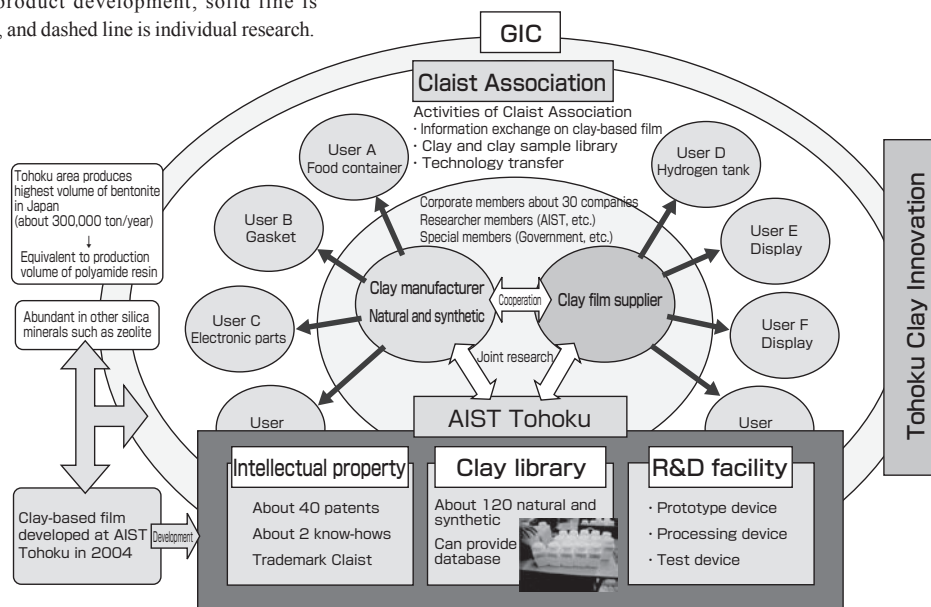 product development, solid line is
, and dashed line is individual research.
GIC
Claist Association
Activities of Claist Association
· Information exchange on clay-based film
· Clay and clay sample library
· Technology transfer
User A
Food container
User D
Hydrogen tank
Tohoku area produces
highest volume of bentonite
in Japan
(about 300,000 ton/year)
↓
Equivalent to production
volume of polyamide resin
Corporate members about 30 companies
Researcher members (AIST, etc.)
Special members (Government, etc.)
User B
Gasket
User E
Display
Clay manufacturer
Natural and synthetic
Cooperation
Clay film supplier
Abundant in other silica
minerals such as zeolite
User C
Electronic parts
User F
Display
Joint research
User
User
AIST Tohoku
Tohoku Clay Innovation
Intellectual property
About 40 patents
About 2 know-hows
Trademark Claist
Clay library
About 120 natural and
synthetic
Can provide
database
R&D facility
· Prototype device
· Processing device
· Test device
Clay-based film
developed at AIST
Tohoku in 2004
Development